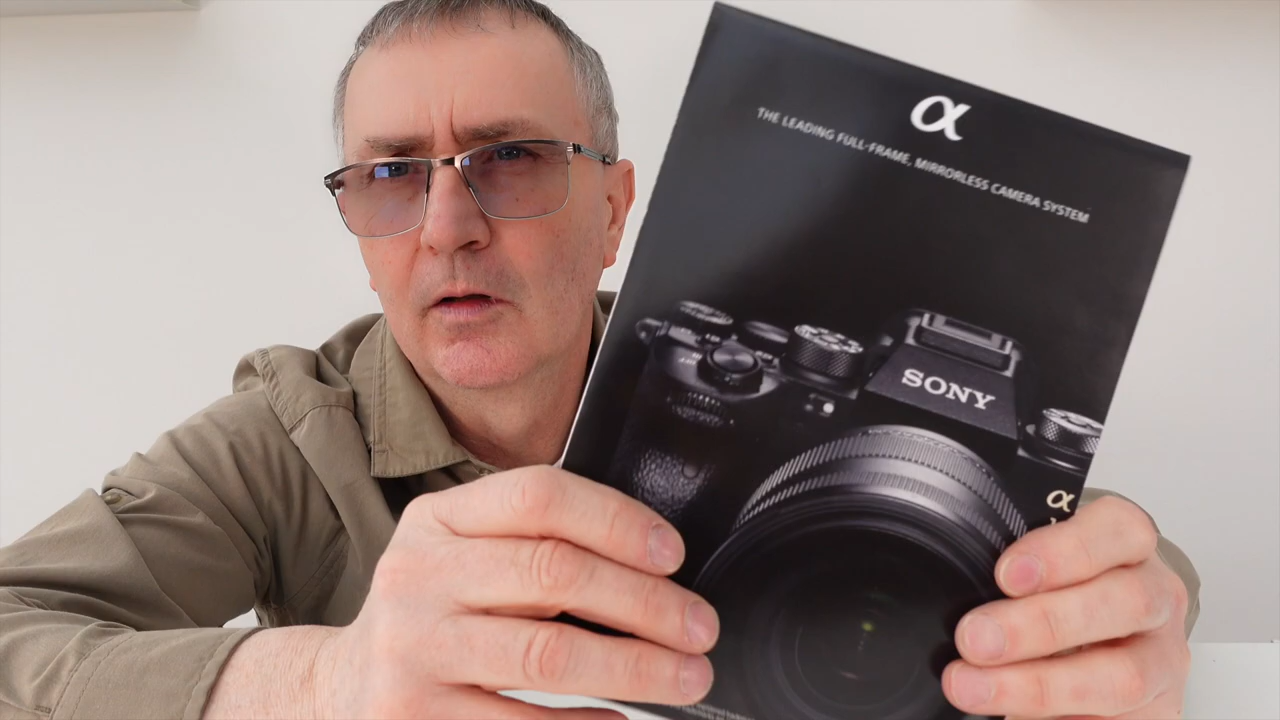 α
THE LEADING FULL-FRAME, MIRRORLESS CAMERA SYSTEM
SONY
α